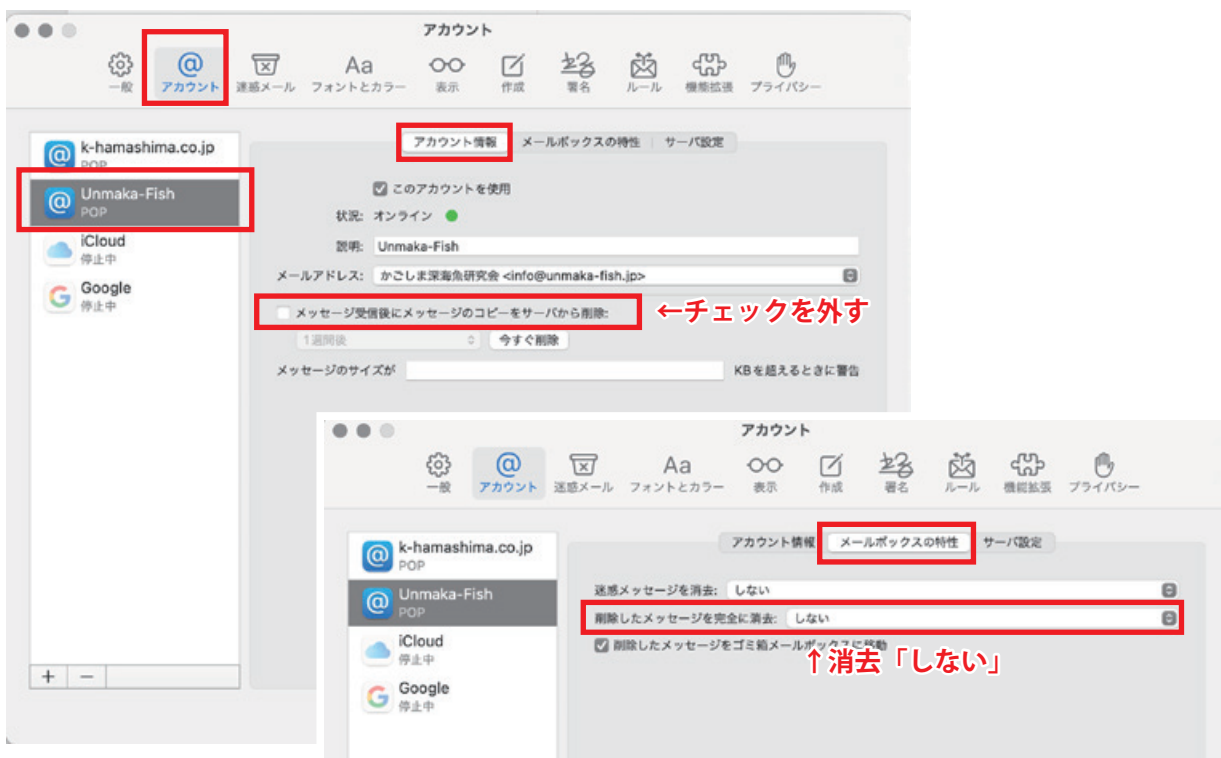 アカウント
一般 アカウント 迷惑メール フォントとカラー 表示 作成 署名 ルール 機能拡張 プライバシー
k-hamashima.co.jp
POP
Unmaka-Fish
POP
iCloud
停止中
Google
停止中
アカウント情報 メールボックスの特性 サーバ設定
このアカウントを使用
状況: オンライン
説明: Unmaka-Fish
メールアドレス: かごしま深海魚研究会 <info@unmaka-fish.jp>
メッセージ受信後にメッセージのコピーをサーバから削除:
←チェックを外す
1週間後 今すぐ削除
メッセージのサイズが KBを超えるときに警告
アカウント
一般 アカウント 迷惑メール Aa フォントとカラー 表示 作成 署名 ルール 機能拡張 プライバシー
k-hamashima.co.jp
POP
Unmaka-Fish
POP
iCloud
停止中
Google
停止中
アカウント情報 メールボックスの特性 サーバ設定
迷惑メッセージを消去: しない
削除したメッセージを完全に消去: しない
削除したメッセージをゴミ箱メールボックスに移動
↑消去「しない」